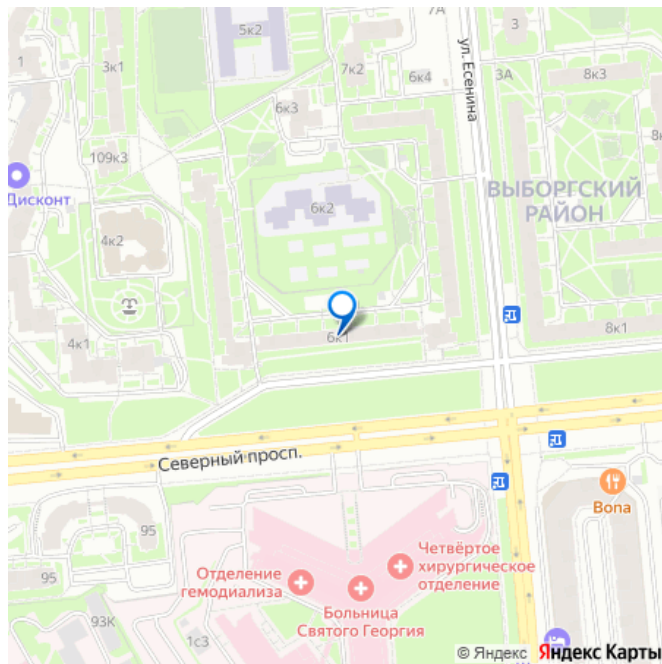 7А
5к2
3
1
3к1
7к2
6к4
ул. Есенина
3А
8к3
6к3
109к3
Дисконт
ВЫБОРГСКИЙ
РАЙОН
6к2
4к2
6к1
8к1
4к1
Северный просп.
Вопа
95
Четвёртое
хирургическое
отделение
Отделение
гемодиализа
95
Больница
Святого Георгия
93К
1с3
© Яндекс Яндекс Карты